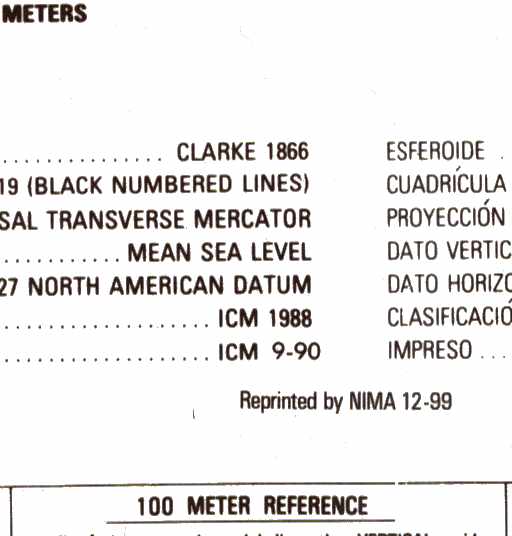 METERS
CLARKE 1866 ESFEROIDE
19 (BLACK NUMBERED LINES) CUADRÍCULA
SAL TRANSVERSE MERCATOR PROYECCIÓN
MEAN SEA LEVEL DATO VERTIC
27 NORTH AMERICAN DATUM DATO HORIZO
ICM 1988 CLASIFICACIÓ
ICM 9-90 IMPRESO
Reprinted by NIMA 12-99
100 METER REFERENCE
VERTICAL